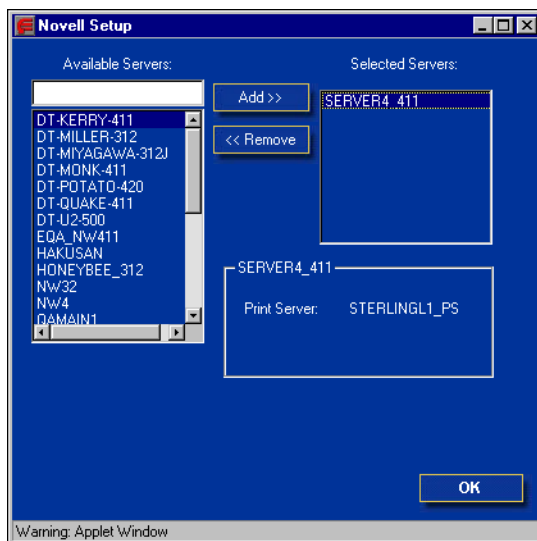 Novell Setup
Available Servers:
Selected Servers:
Add >>
<< Remove
DT-KERRY-411
DT-MILLER-312
DT-MIYAGAWA-312J
DT-MONK-411
DT-POTATO-420
DT-QUAKE-411
DT-U2-500
EQA_NW411
HAKUSAN
HONEYBEE_312
NW32
NW4
QAMAIN1
SERVER4_411
SERVER4_411
Print Server: STERLINGL1_PS
OK
Warning: Applet Window